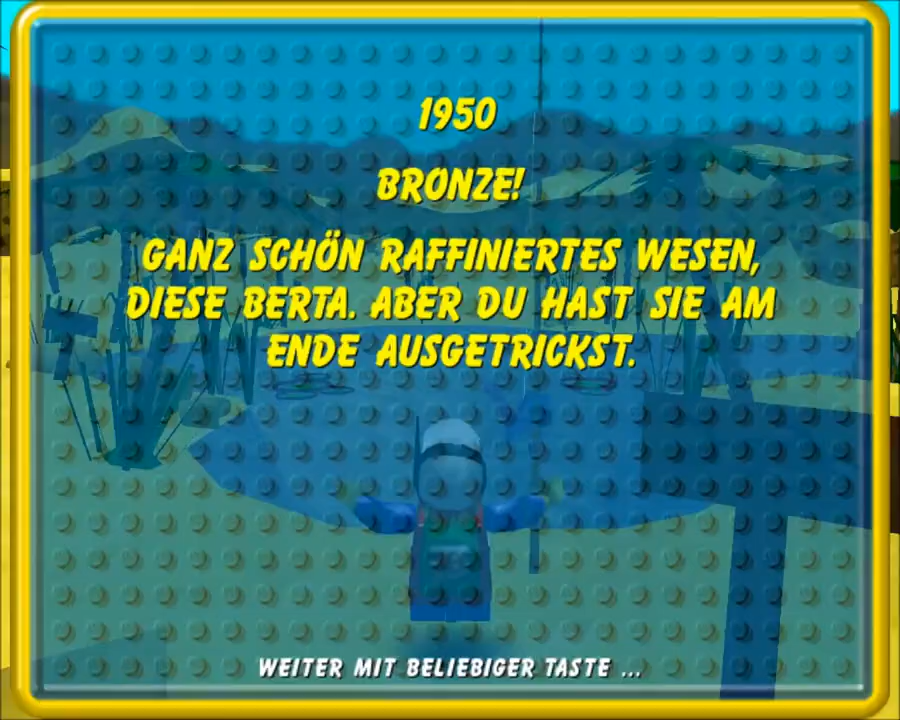 1950
BRONZE!
GANZ SCHÖN RAFFINIERTES WESEN,
DIESE BERTA. ABER DU HAST SIE AM
ENDE AUSGETRICKST.
WEITER MIT BELIEBIGER TASTE ...